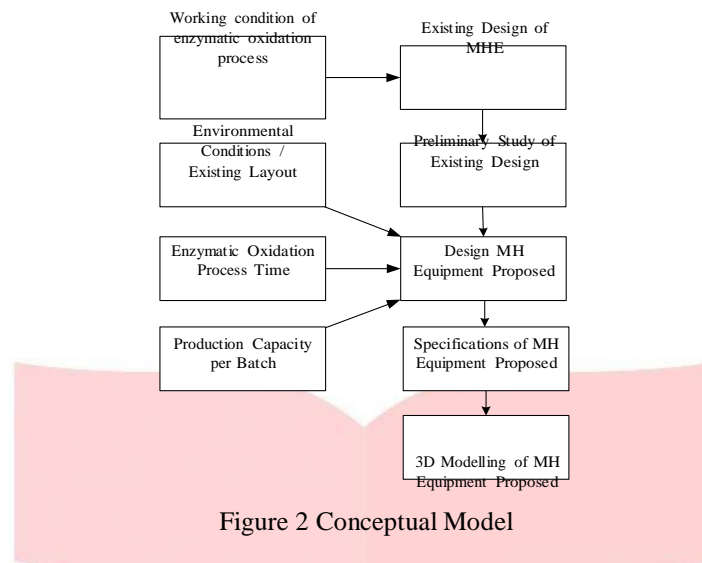 Working condition of
enzymatic oxidation
process
Existing Design of
MHE
Environmental
Conditions /
Existing Layout
Preliminary Study of
Existing Design
Enzymatic Oxidation
Process Time
Design MH
Equipment Proposed
Production Capacity
per Batch
Specifications of MH
Equipment Proposed
3D Modelling of MH
Equipment Proposed
Figure 2 Conceptual Model